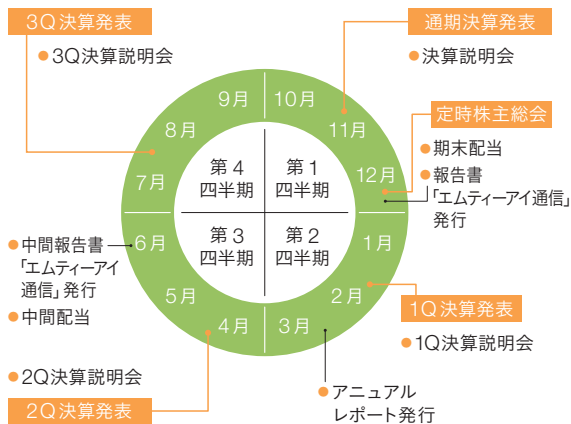 3Q決算発表
●3Q決算説明会
通期決算発表
●決算説明会
定時株主総会
●期末配当
●報告書
「エムティーアイ通信」
発行
9月
10月
8月
11月
7月
12月
6月
1月
5月
2月
4月
3月
第4
四半期
第1
四半期
第3
四半期
第2
四半期
●中間報告書
「エムティーアイ
通信」発行
●中間配当
1Q決算発表
●1Q決算説明会
●2Q決算説明会
2Q決算発表
●アニュアル
レポート発行